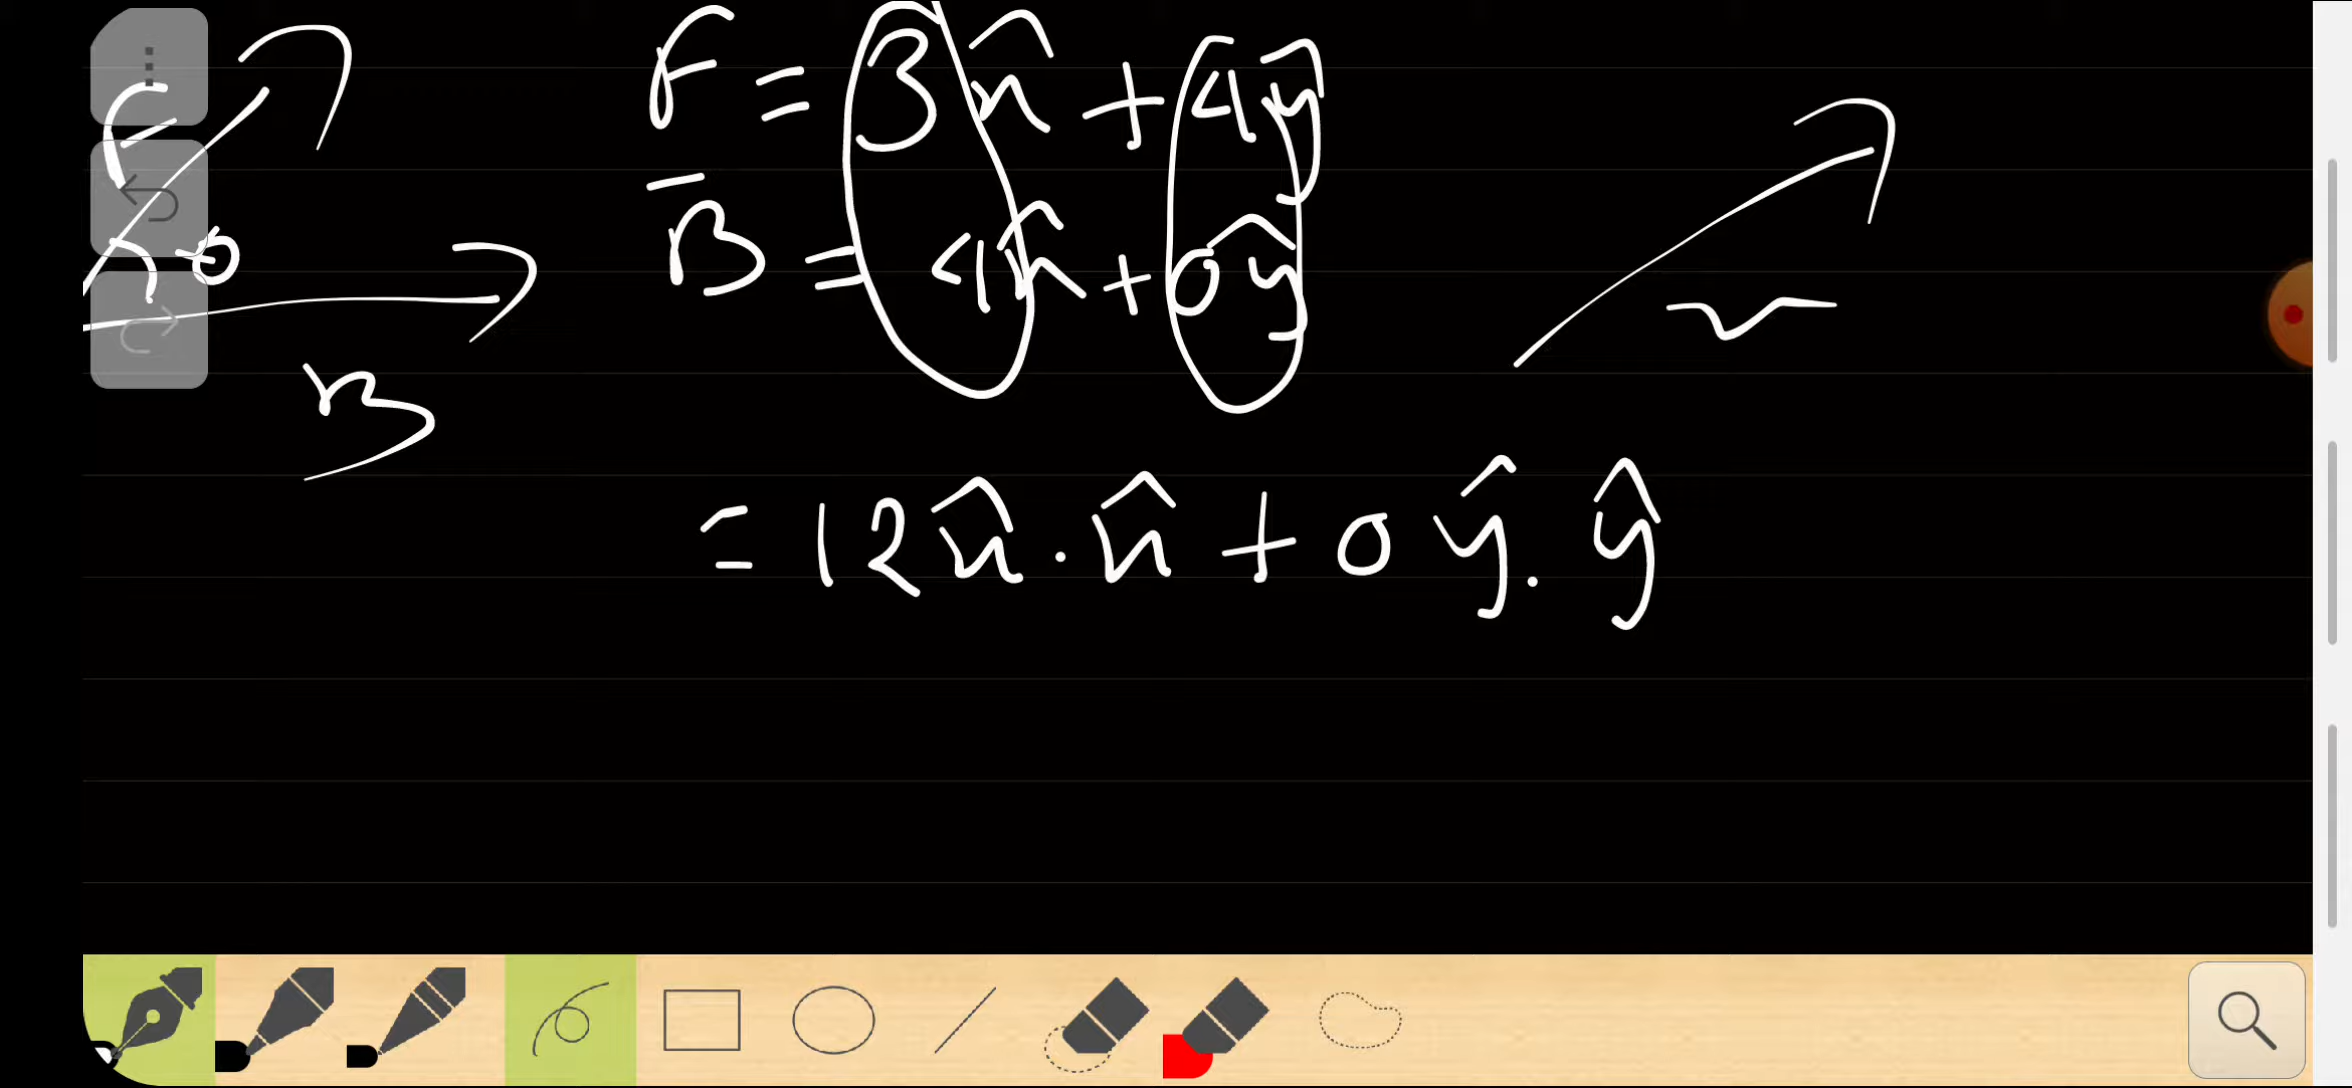 F = 3x̂ + 4ŷ
B = 4x̂ + 0ŷ
θ
B
= 12x̂.x̂ + 0ŷ.ŷ